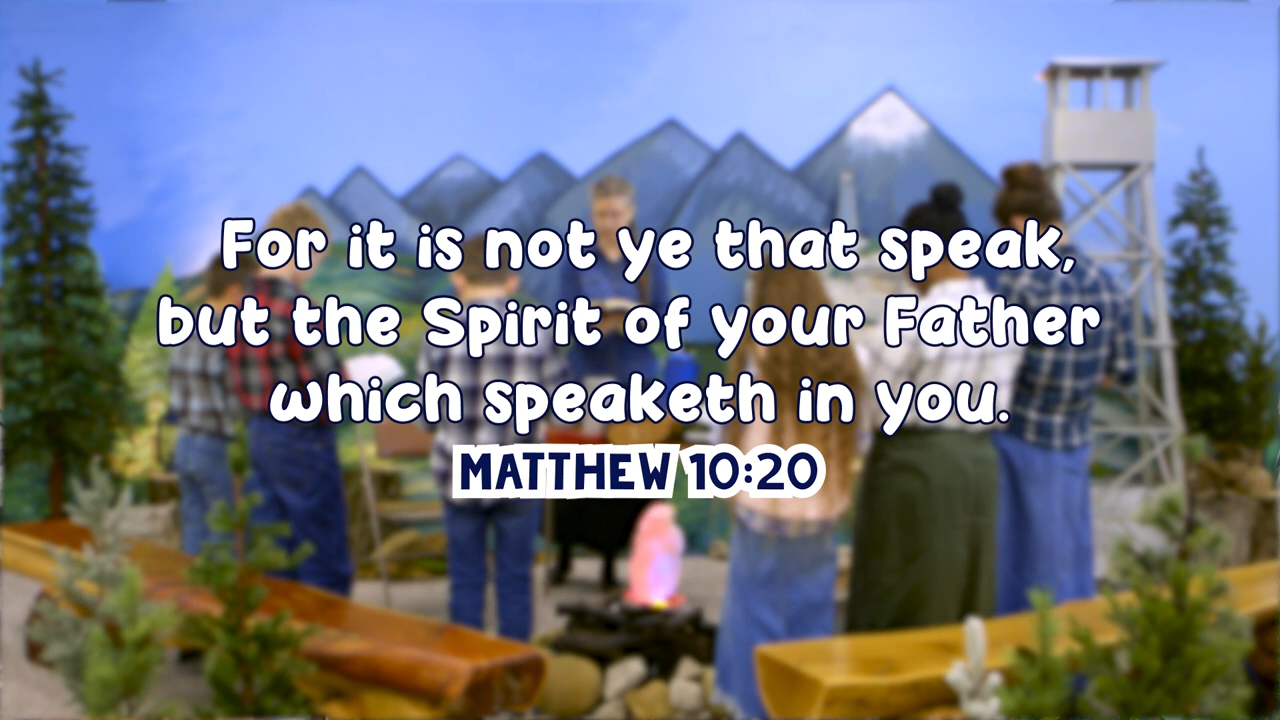 For it is not ye that speak,
but the Spirit of your Father
which speaketh in you.
MATTHEW 10:20